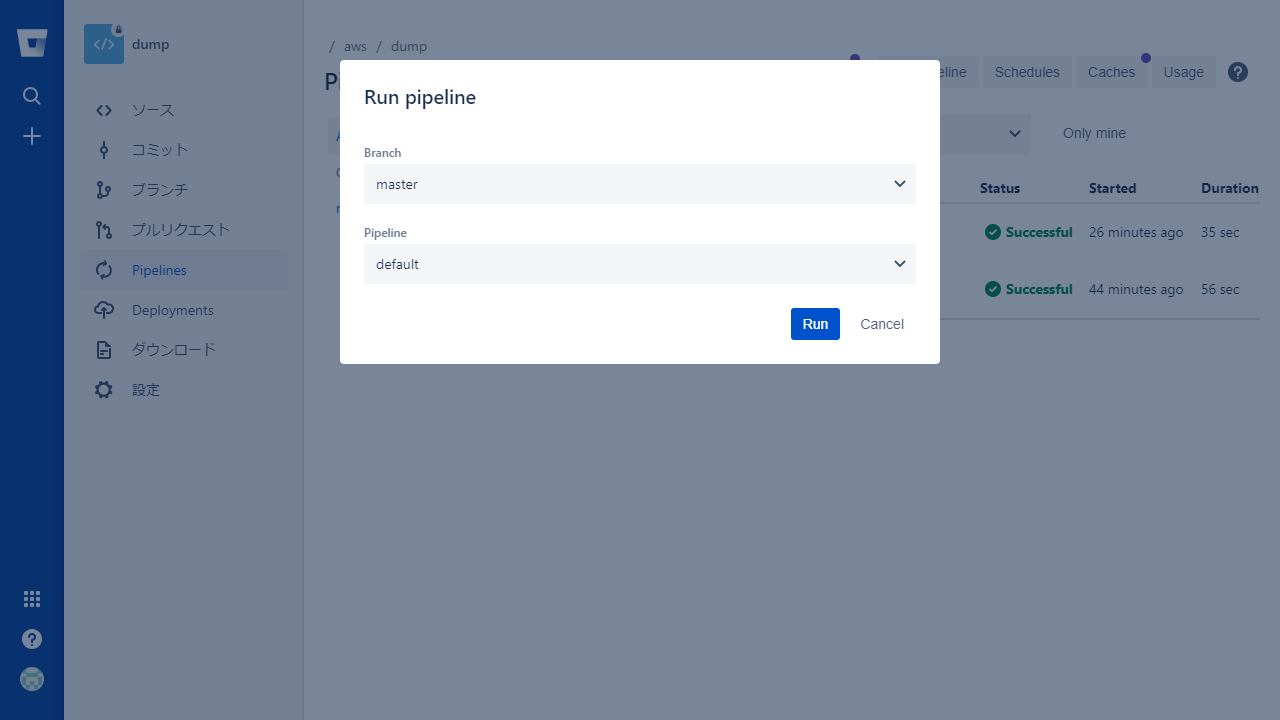 dump
ソース
コミット
ブランチ
プルリクエスト
Pipelines
Deployments
ダウンロード
設定
/ aws / dump
Schedules
Caches
Usage
Only mine
Status Started Duration
Successful 26 minutes ago 35 sec
Successful 44 minutes ago 56 sec
Run pipeline
Branch
master
Pipeline
default
Run Cancel